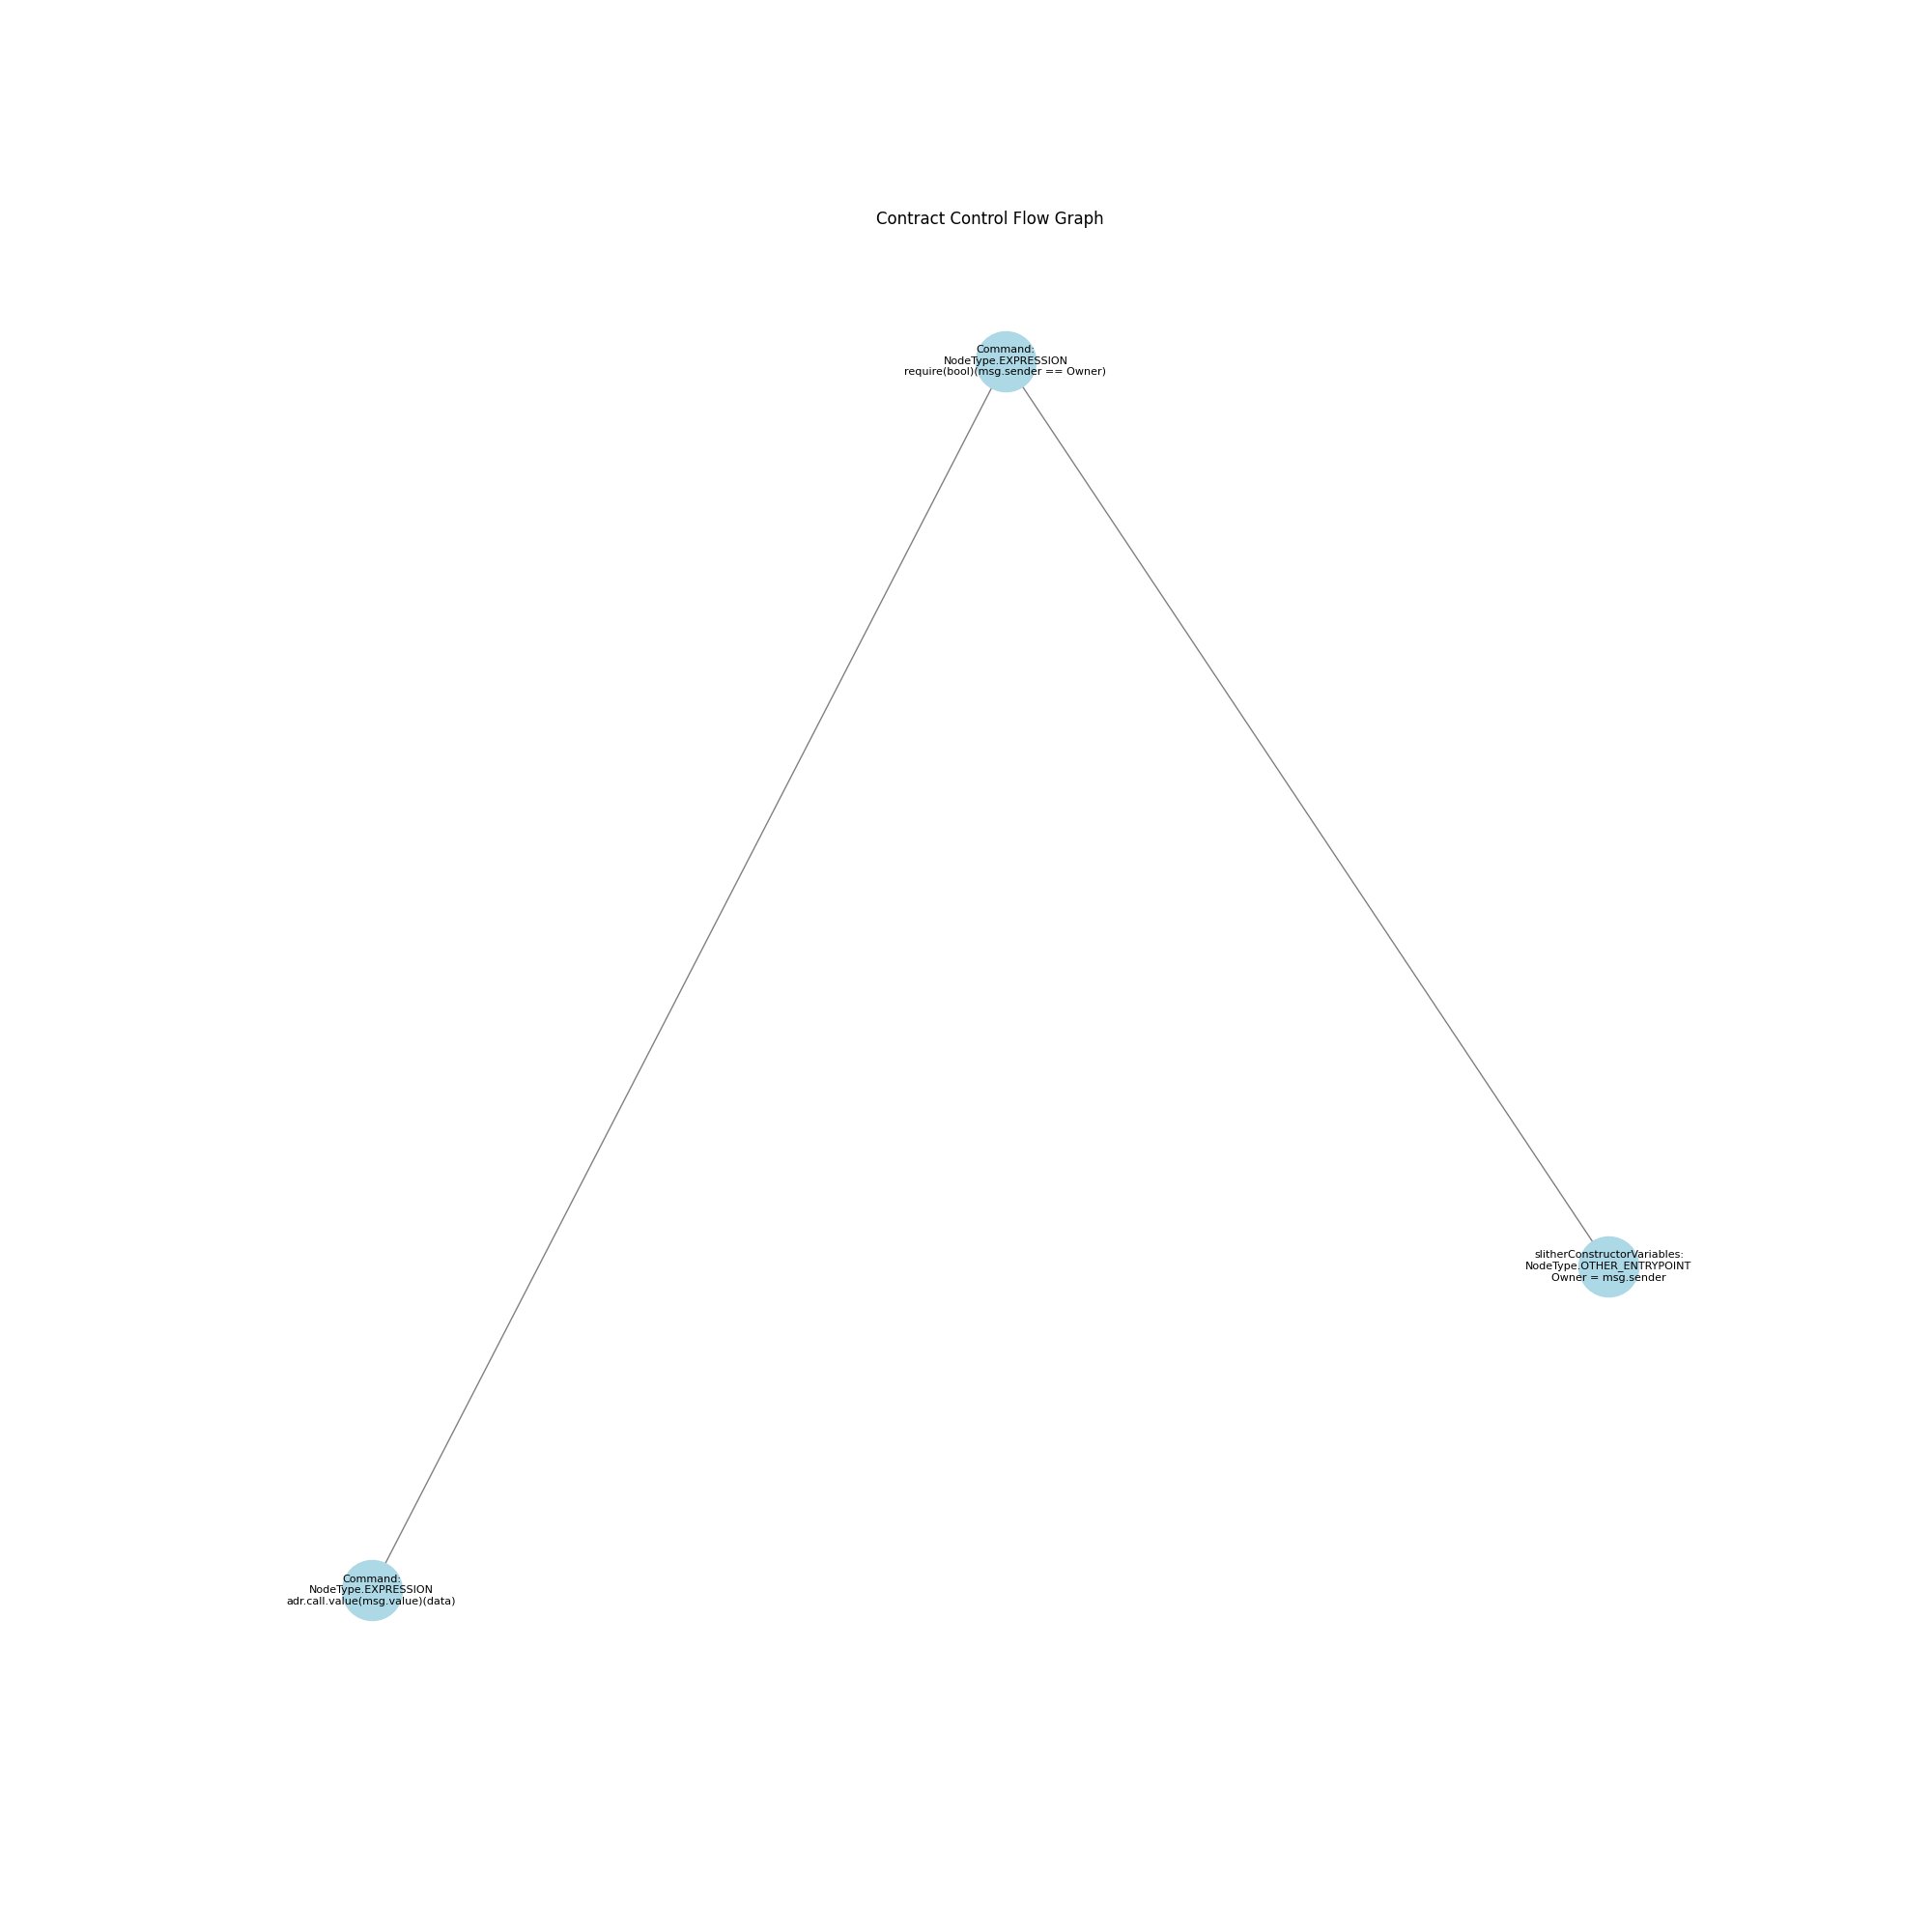 Contract Control Flow Graph
Command:
NodeType.EXPRESSION
require(bool)(msg.sender == Owner)
slitherConstructorVariables:
NodeType.OTHER_ENTRYPOINT
Owner = msg.sender
Command:
NodeType.EXPRESSION
adr.call.value(msg.value)(data)